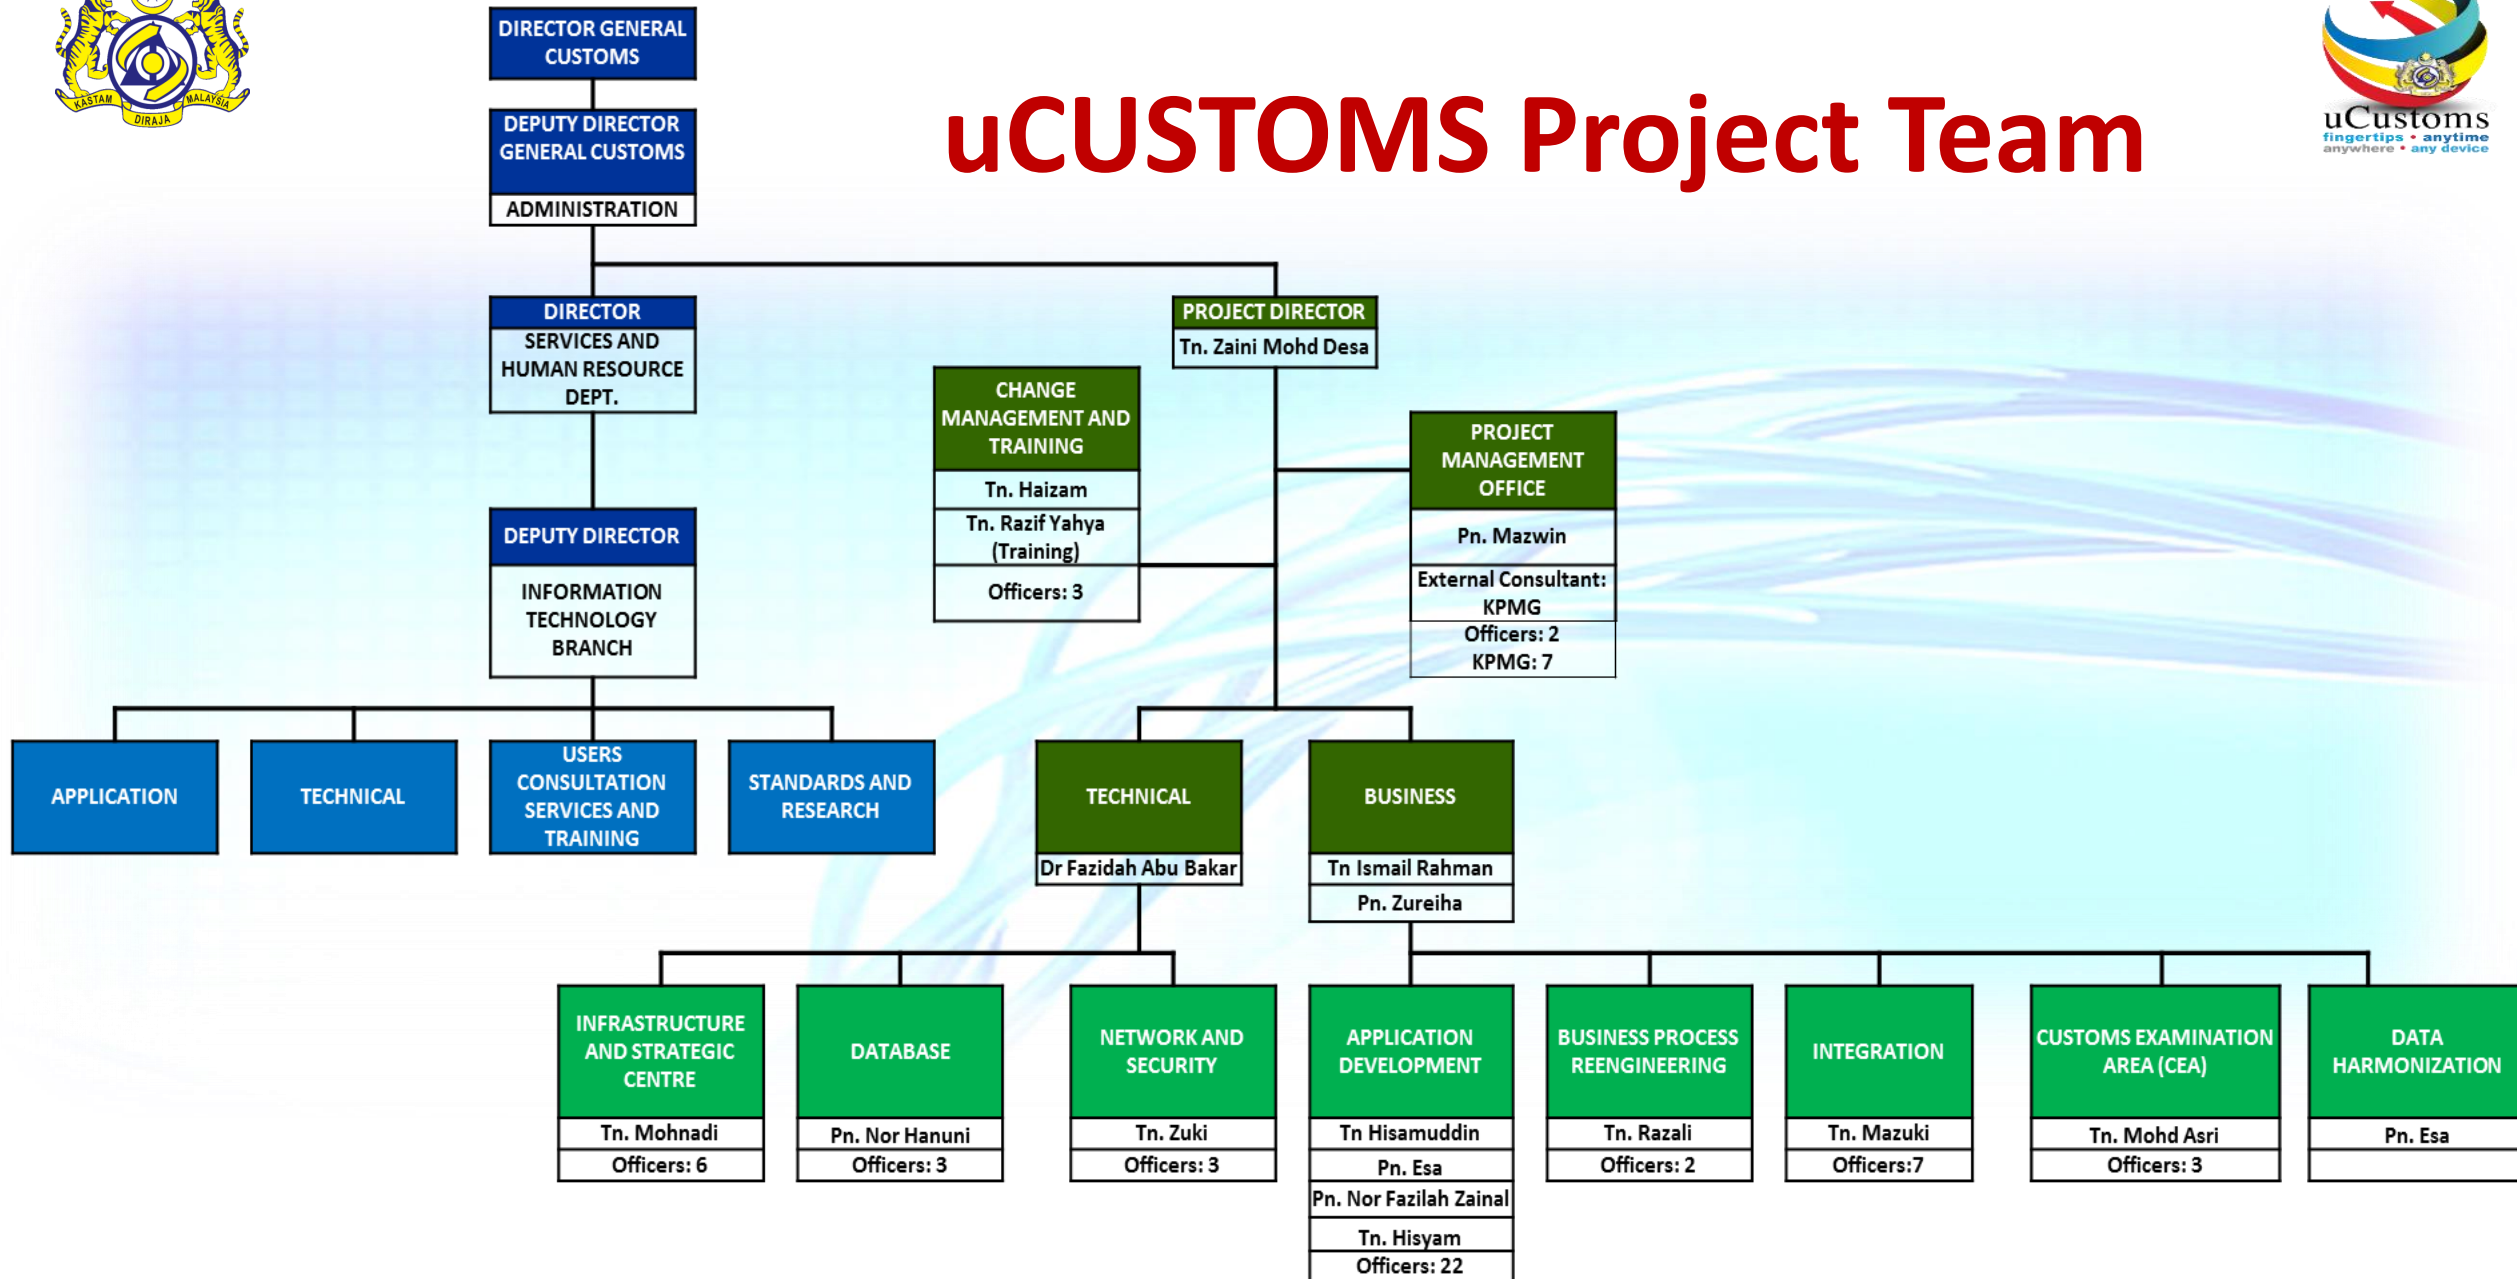 KASTAM
DIRAJA
MALAYSIA
DIRECTOR GENERAL
CUSTOMS
DEPUTY DIRECTOR
GENERAL CUSTOMS
ADMINISTRATION
uCUSTOMS Project Team
uCustoms
fingertips • anytime
anywhere • any device
DIRECTOR
SERVICES AND
HUMAN RESOURCE
DEPT.
PROJECT DIRECTOR
Tn. Zaini Mohd Desa
CHANGE
MANAGEMENT AND
TRAINING
Tn. Haizam
Tn. Razif Yahya
(Training)
Officers: 3
PROJECT
MANAGEMENT
OFFICE
Pn. Mazwin
External Consultant:
KPMG
Officers: 2
KPMG: 7
DEPUTY DIRECTOR
INFORMATION
TECHNOLOGY
BRANCH
APPLICATION
TECHNICAL
USERS
CONSULTATION
SERVICES AND
TRAINING
STANDARDS AND
RESEARCH
TECHNICAL
Dr Fazidah Abu Bakar
BUSINESS
Tn Ismail Rahman
Pn. Zureiha
INFRASTRUCTURE
AND STRATEGIC
CENTRE
Tn. Mohnadi
Officers: 6
DATABASE
Pn. Nor Hanuni
Officers: 3
NETWORK AND
SECURITY
Tn. Zuki
Officers: 3
APPLICATION
DEVELOPMENT
Tn Hisamuddin
Pn. Esa
Pn. Nor Fazilah Zainal
Tn. Hisyam
Officers: 22
BUSINESS PROCESS
REENGINEERING
Tn. Razali
Officers: 2
INTEGRATION
Tn. Mazuki
Officers:7
CUSTOMS EXAMINATION
AREA (CEA)
Tn. Mohd Asri
Officers: 3
DATA
HARMONIZATION
Pn. Esa